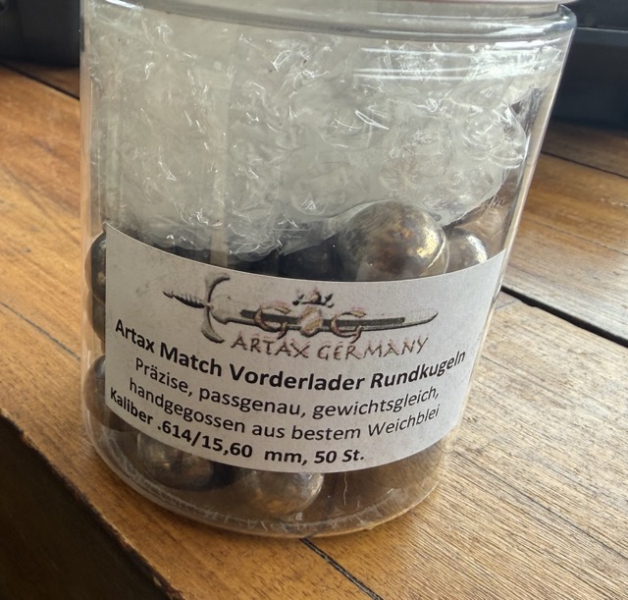 G G
ARTAX GERMANY
Artax Match Vorderlader Rundkugeln
Präzise, passgenau, gewichtsgleich,
handgegossen aus bestem Weichblei
Kaliber .614/15,60 mm, 50 St.